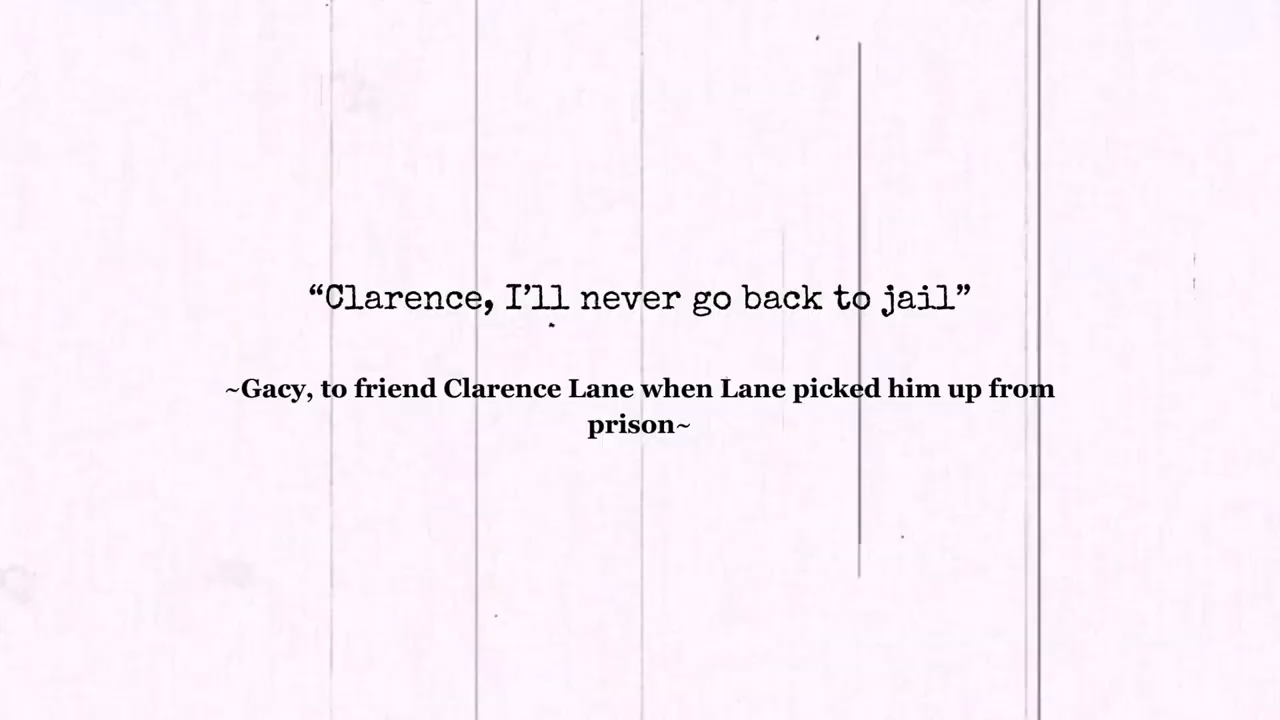 “Clarence, I’ll never go back to jail”
~Gacy, to friend Clarence Lane when Lane picked him up from
prison~